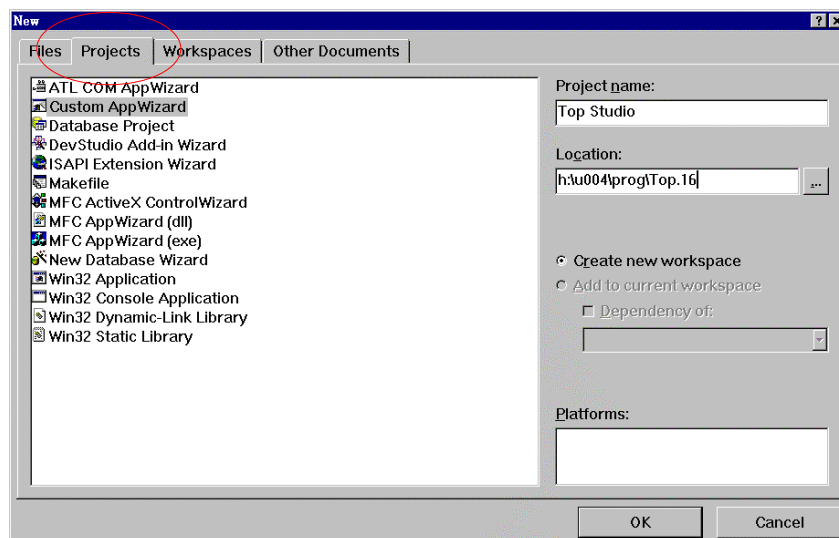 New
Files Projects Workspaces Other Documents
ATL COM AppWizard
Custom AppWizard
Database Project
DevStudio Add-in Wizard
ISAPI Extension Wizard
Makefile
MFC ActiveX ControlWizard
MFC AppWizard (dll)
MFC AppWizard (exe)
New Database Wizard
Win32 Application
Win32 Console Application
Win32 Dynamic-Link Library
Win32 Static Library
Project name:
Top Studio
Location:
h:\u004\prog\Top.16
...
Create new workspace
Add to current workspace
Dependency of:
Platforms:
OK Cancel